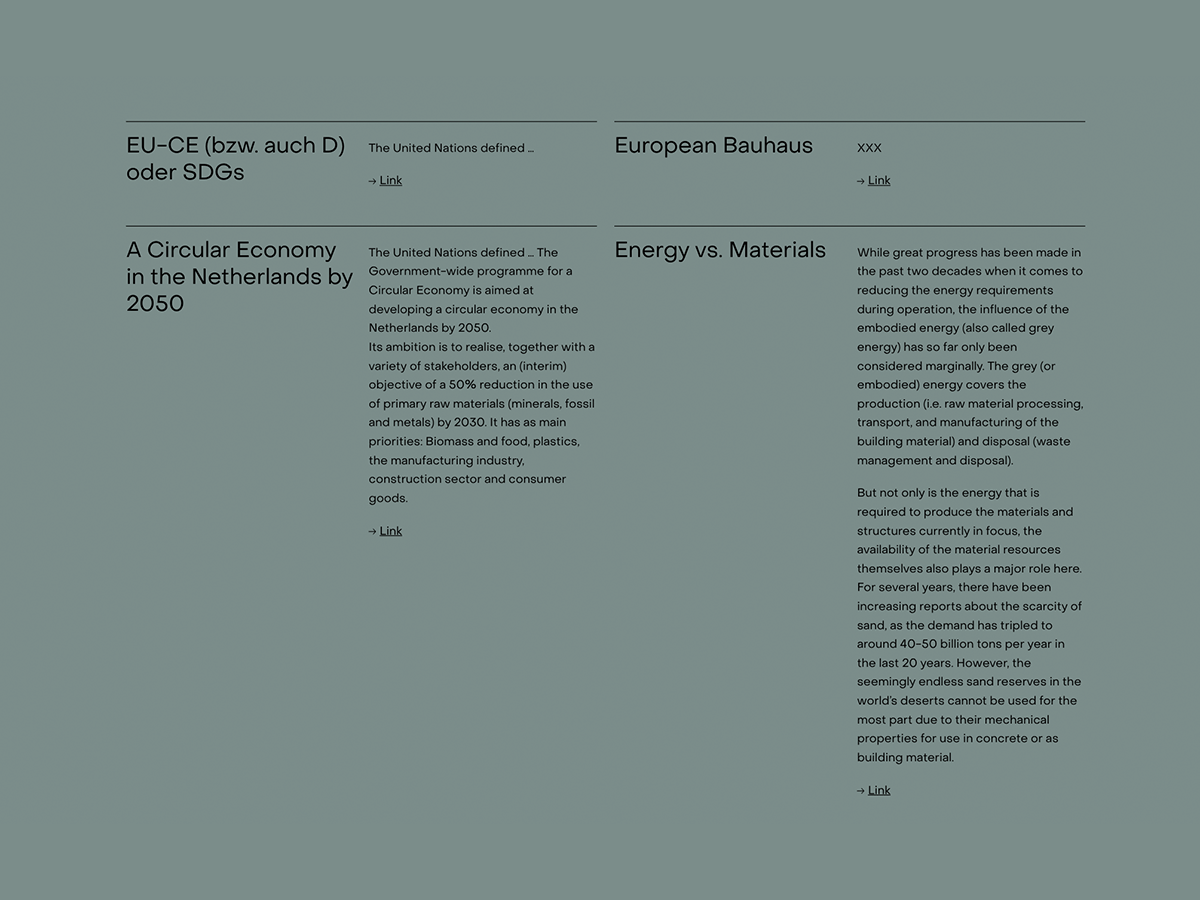 EU-CE (bzw. auch D)
oder SDGs
The United Nations defined ...
→ Link
European Bauhaus
XXX
→ Link
A Circular Economy
in the Netherlands by
2050
The United Nations defined ... The
Government-wide programme for a
Circular Economy is aimed at
developing a circular economy in the
Netherlands by 2050.
Its ambition is to realise, together with a
variety of stakeholders, an (interim)
objective of a 50% reduction in the use
of primary raw materials (minerals, fossil
and metals) by 2030. It has as main
priorities: Biomass and food, plastics,
the manufacturing industry,
construction sector and consumer
goods.
→ Link
Energy vs. Materials
While great progress has been made in
the past two decades when it comes to
reducing the energy requirements
during operation, the influence of the
embodied energy (also called grey
energy) has so far only been
considered marginally. The grey (or
embodied) energy covers the
production (i.e. raw material processing,
transport, and manufacturing of the
building material) and disposal (waste
management and disposal).
But not only is the energy that is
required to produce the materials and
structures currently in focus, the
availability of the material resources
themselves also plays a major role here.
For several years, there have been
increasing reports about the scarcity of
sand, as the demand has tripled to
around 40-50 billion tons per year in
the last 20 years. However, the
seemingly endless sand reserves in the
world's deserts cannot be used for the
most part due to their mechanical
properties for use in concrete or as
building material.
→ Link